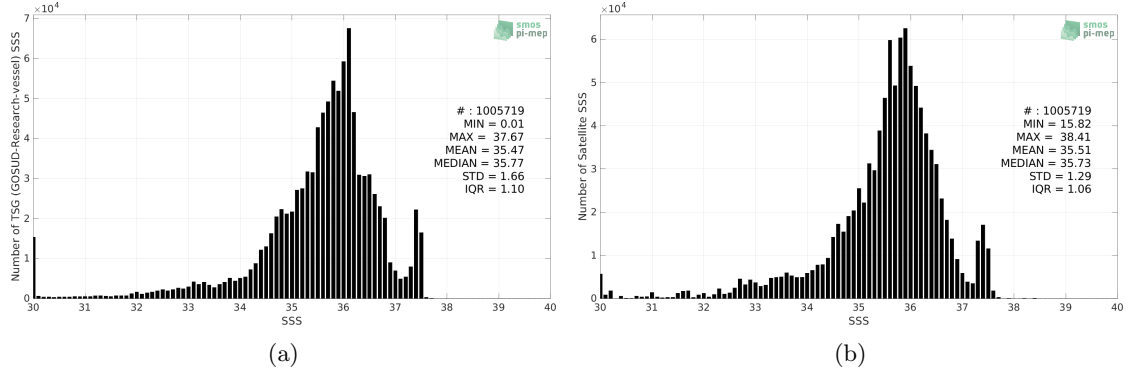 ×10⁴
7
6
5
4
3
2
1
0
Number of TSG (GOSUD-Research-vessel) SSS
smos
pi-mep
# : 1005719
MIN = 0.01
MAX = 37.67
MEAN = 35.47
MEDIAN = 35.77
STD = 1.66
IQR = 1.10
30 31 32 33 34 35 36 37 38 39 40
SSS
(a)
×10⁴
6
5
4
3
2
1
0
Number of Satellite SSS
smos
pi-mep
# : 1005719
MIN = 15.82
MAX = 38.41
MEAN = 35.51
MEDIAN = 35.73
STD = 1.29
IQR = 1.06
30 31 32 33 34 35 36 37 38 39 40
SSS
(b)